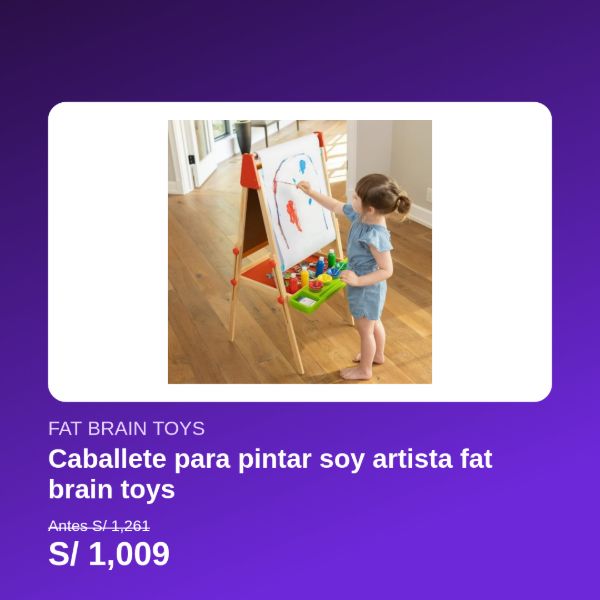 FAT BRAIN TOYS
Caballete para pintar soy artista fat
brain toys
Antes S/ 1,261
S/ 1,009